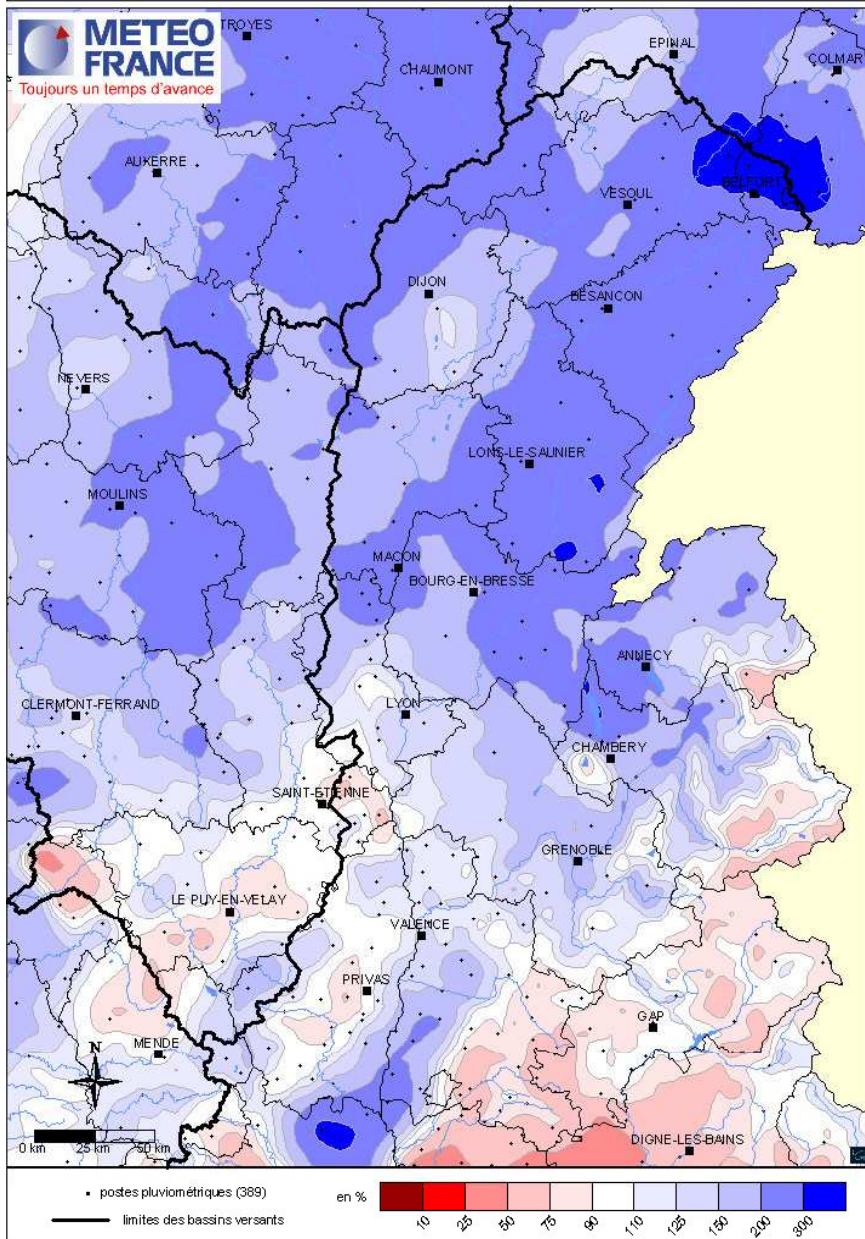 METEO
FRANCE
Toujours un temps d'avance
TROYES
EPINAL
CHAUMONT
COLMAR
AUXERRE
BELFORT
VESOUL
DIJON
BESANCON
NEVERS
LONS-LE-SAUNIER
MOULINS
MACON
BOURG-EN-BRESSE
ANNECY
CLERMONT-FERRAND
LYON
CHAMBERY
SAINT-ETIENNE
GRENOBLE
LE PUY-EN-VELAY
VALENCE
PRIVAS
GAP
MENDE
N
DIGNE-LES-BAINS
0 km 25 km 50 km
postes pluviométriques (389)
limites des bassins versants
en %
10 25 50 75 90 110 125 150 200 300